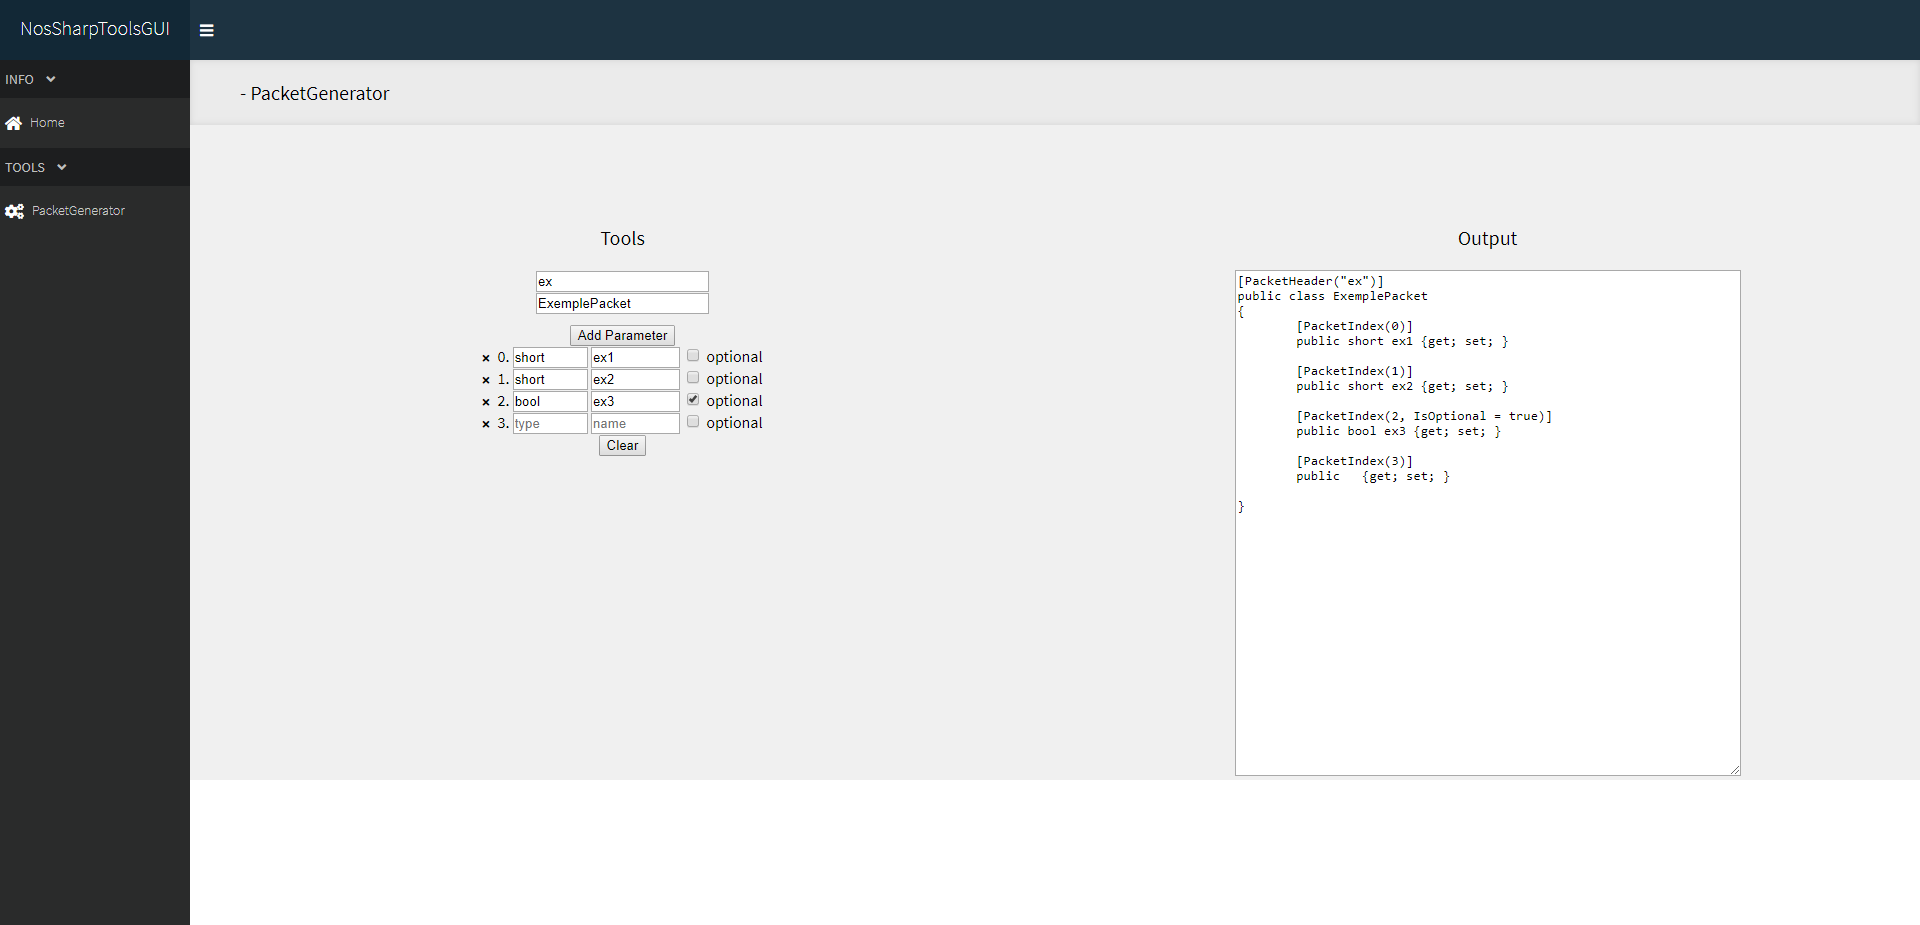 NosSharpToolsGUI
INFO
Home
TOOLS
PacketGenerator
- PacketGenerator
Tools
ex
ExemplePacket
Add Parameter
0. short ex1 optional
1. short ex2 optional
2. bool ex3 optional
3. type name optional
Clear
Output
[PacketHeader("ex")]
public class ExemplePacket
{
[PacketIndex(0)]
public short ex1 {get; set; }
[PacketIndex(1)]
public short ex2 {get; set; }
[PacketIndex(2, IsOptional = true)]
public bool ex3 {get; set; }
[PacketIndex(3)]
public   {get; set; }
}